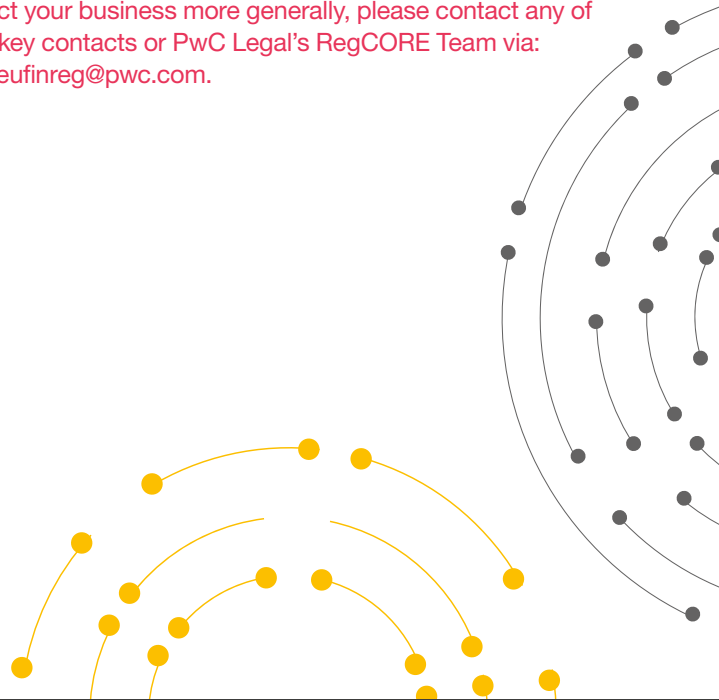 ct your business more generally, please contact any of
key contacts or PwC Legal’s RegCORE Team via:
eufinreg@pwc.com.